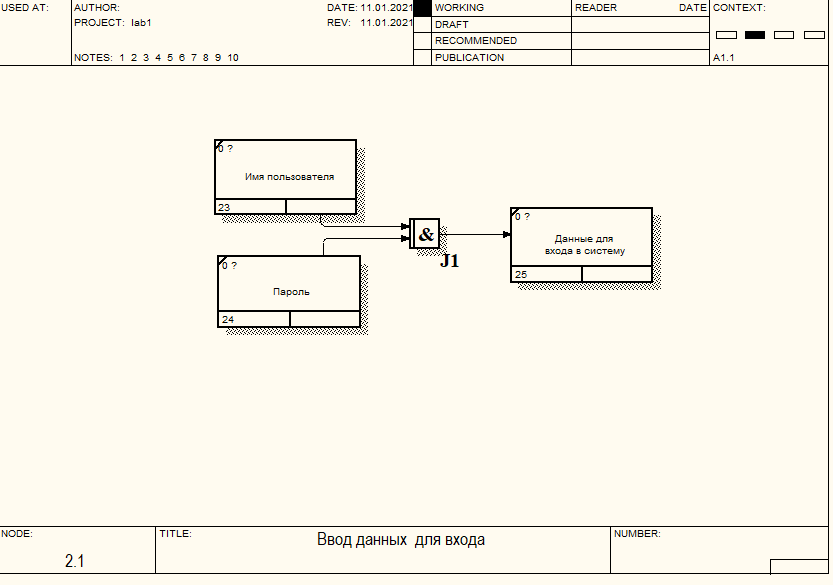 USED AT:
AUTHOR:
DATE: 11.01.2021
WORKING
READER
DATE
CONTEXT:
PROJECT: lab1
REV: 11.01.2021
DRAFT
RECOMMENDED
NOTES: 1 2 3 4 5 6 7 8 9 10
PUBLICATION
A1.1
0 ?
Имя пользователя
23
&
J1
0 ?
Пароль
24
0 ?
Данные для
входа в систему
25
NODE:
2.1
TITLE:
Ввод данных для входа
NUMBER: